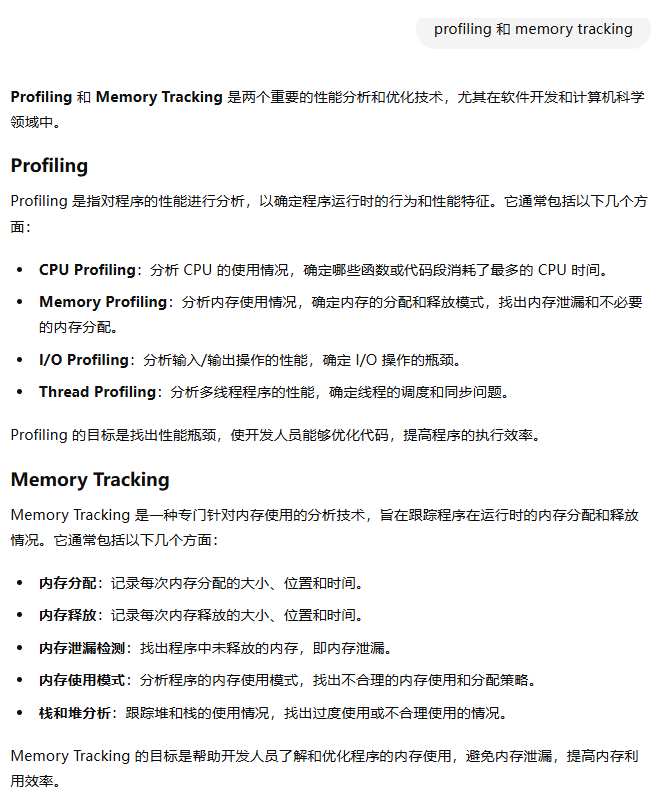 profiling 和 memory tracking
Profiling 和 Memory Tracking 是两个重要的性能分析和优化技术，尤其在软件开发和计算机科学
领域中。
Profiling
Profiling 是指对程序的性能进行分析，以确定程序运行时的行为和性能特征。它通常包括以下几个方
面：
• CPU Profiling：分析 CPU 的使用情况，确定哪些函数或代码段消耗了最多的 CPU 时间。
• Memory Profiling：分析内存使用情况，确定内存的分配和释放模式，找出内存泄漏和不必要
的内存分配。
• I/O Profiling：分析输入/输出操作的性能，确定 I/O 操作的瓶颈。
• Thread Profiling：分析多线程程序的性能，确定线程的调度和同步问题。
Profiling 的目标是找出性能瓶颈，使开发人员能够优化代码，提高程序的执行效率。
Memory Tracking
Memory Tracking 是一种专门针对内存使用的分析技术，旨在跟踪程序在运行时的内存分配和释放
情况。它通常包括以下几个方面：
• 内存分配：记录每次内存分配的大小、位置和时间。
• 内存释放：记录每次内存释放的大小、位置和时间。
• 内存泄漏检测：找出程序中未释放的内存，即内存泄漏。
• 内存使用模式：分析程序的内存使用模式，找出不合理的内存使用和分配策略。
• 栈和堆分析：跟踪堆和栈的使用情况，找出过度使用或不合理使用的情况。
Memory Tracking 的目标是帮助开发人员了解和优化程序的内存使用，避免内存泄漏，提高内存利
用效率。